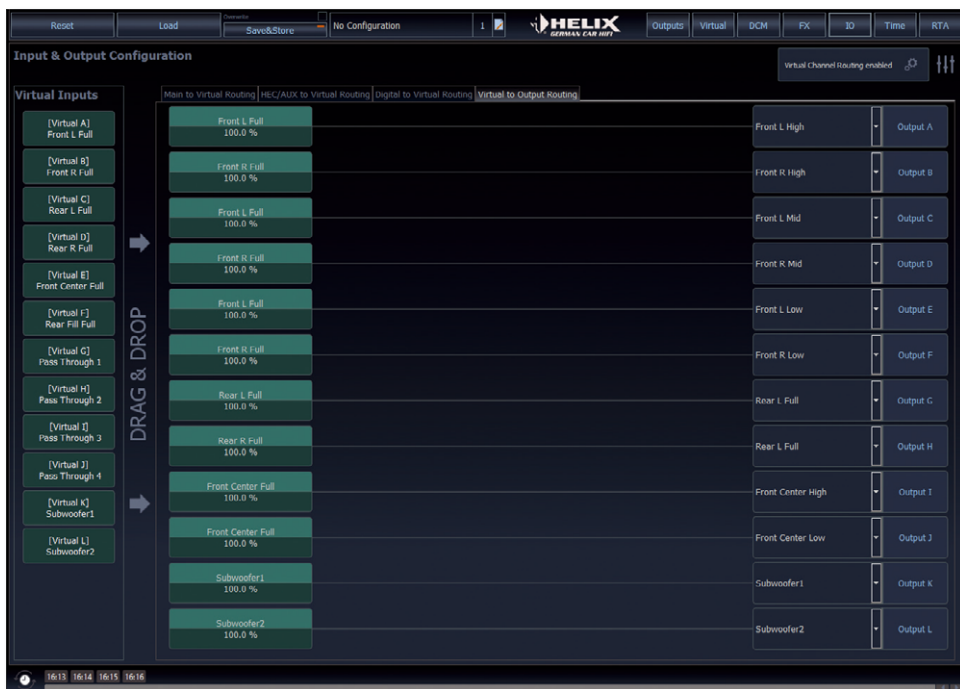 Reset
Load
Overwrite
Save&Store
No Configuration
1
HELIX
GERMAN CAR HIFI
Outputs
Virtual
DCM
FX
IO
Time
RTA
Input & Output Configuration
Virtual Channel Routing enabled
Virtual Inputs
Main to Virtual Routing
HEC/AUX to Virtual Routing
Digital to Virtual Routing
Virtual to Output Routing
[Virtual A]
Front L Full
[Virtual B]
Front R Full
[Virtual C]
Rear L Full
[Virtual D]
Rear R Full
[Virtual E]
Front Center Full
[Virtual F]
Rear Fill Full
[Virtual G]
Pass Through 1
[Virtual H]
Pass Through 2
[Virtual I]
Pass Through 3
[Virtual J]
Pass Through 4
[Virtual K]
Subwoofer1
[Virtual L]
Subwoofer2
DRAG & DROP
Front L Full
100.0 %
Front L High
Output A
Front R Full
100.0 %
Front R High
Output B
Front L Full
100.0 %
Front L Mid
Output C
Front R Full
100.0 %
Front R Mid
Output D
Front L Full
100.0 %
Front L Low
Output E
Front R Full
100.0 %
Front R Low
Output F
Rear L Full
100.0 %
Rear L Full
Output G
Rear R Full
100.0 %
Rear L Full
Output H
Front Center Full
100.0 %
Front Center High
Output I
Front Center Full
100.0 %
Front Center Low
Output J
Subwoofer1
100.0 %
Subwoofer1
Output K
Subwoofer2
100.0 %
Subwoofer2
Output L
16:13
16:14
16:15
16:16